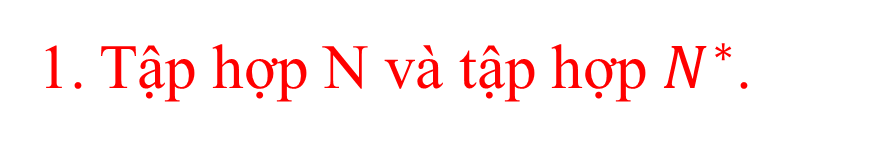 1. Tập hợp N và tập hợp N*.